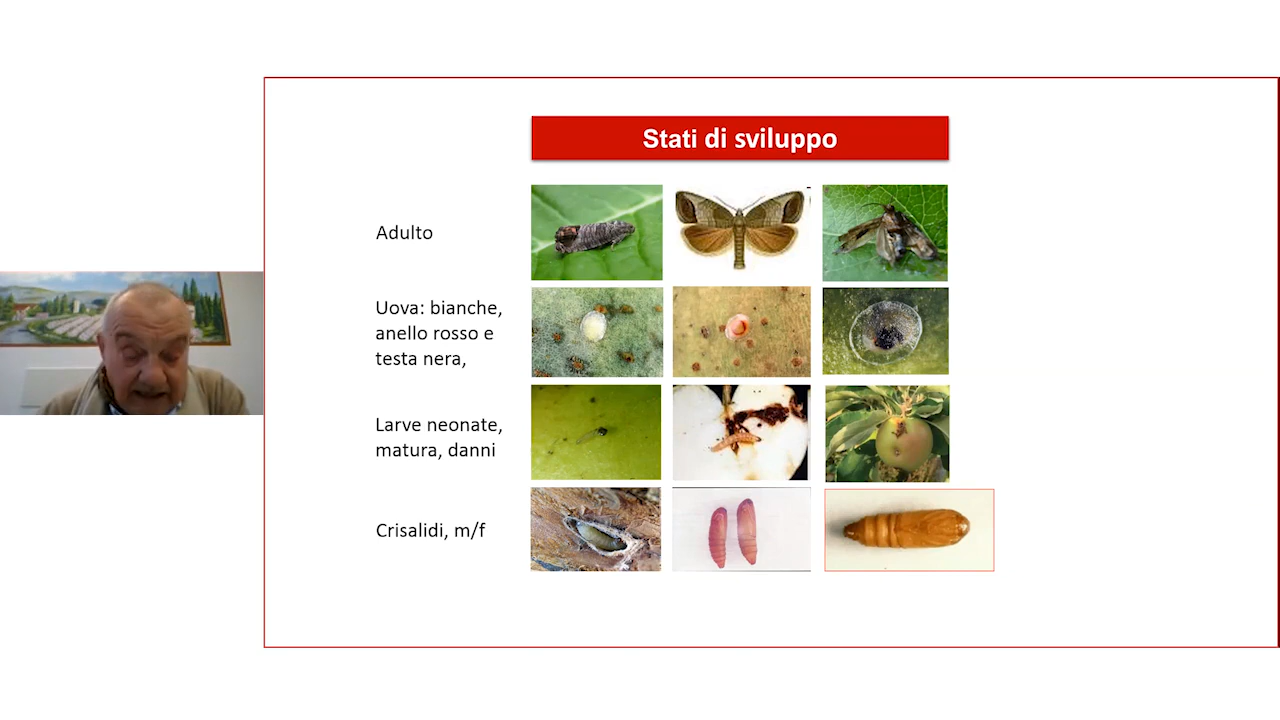 Stati di sviluppo
Adulto
Uova: bianche,
anello rosso e
testa nera,
Larve neonate,
matura, danni
Crisalidi, m/f